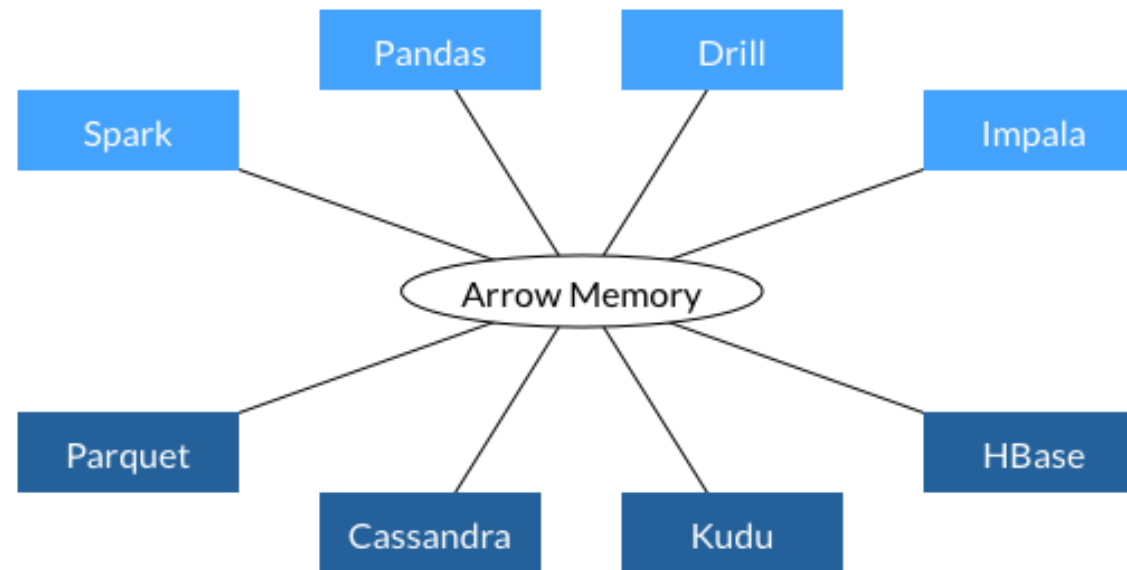 Pandas
Drill
Spark
Impala
Arrow Memory
Parquet
HBase
Cassandra
Kudu